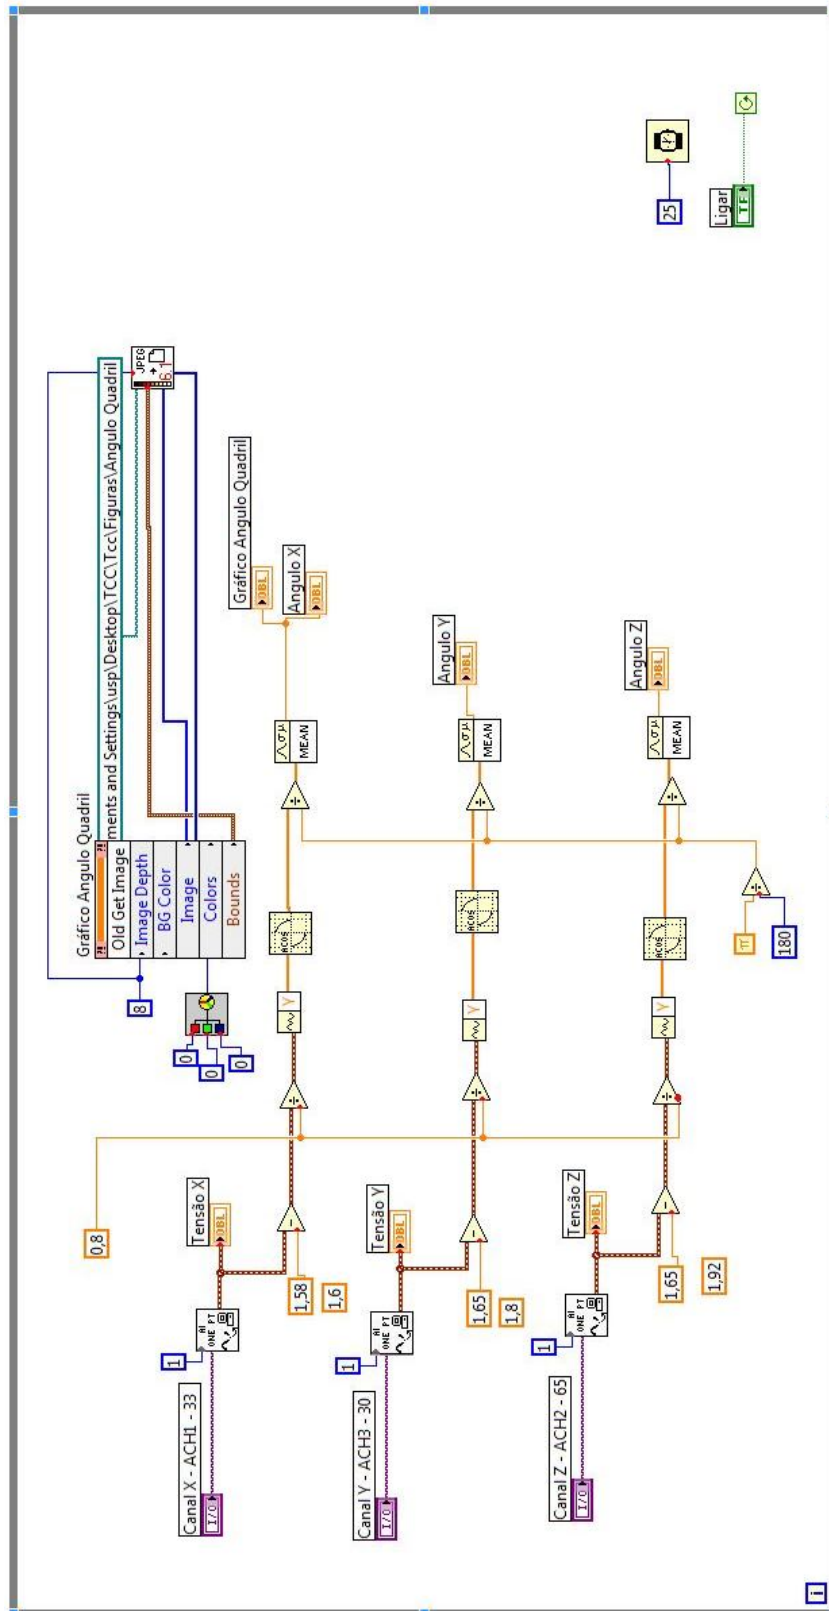 Gráfico Angulo Quadril
Old Get Image
ments and Settings\usp\Desktop\TCC\Tcc\Figuras\Angulo Quadril
Image Depth
BG Color
Image
Colors
Bounds
8
0
0
0
JPEG
6.1
0,8
Canal X - ACH1 - 33
I/O
1
AI
ONE PT
Tensão X
DBL
1,58
1,6
-
÷
Y
ACOS
÷
MEAN
Gráfico Angulo Quadril
DBL
Angulo X
DBL
Canal Y - ACH3 - 30
I/O
1
AI
ONE PT
Tensão Y
DBL
1,65
1,8
-
÷
Y
ACOS
÷
σμ
MEAN
Angulo Y
DBL
Canal Z - ACH2 - 65
I/O
1
AI
ONE PT
Tensão Z
DBL
1,65
1,92
-
÷
Y
ACOS
÷
σμ
MEAN
Angulo Z
DBL
π
180
÷
25
Ligar
TF
i